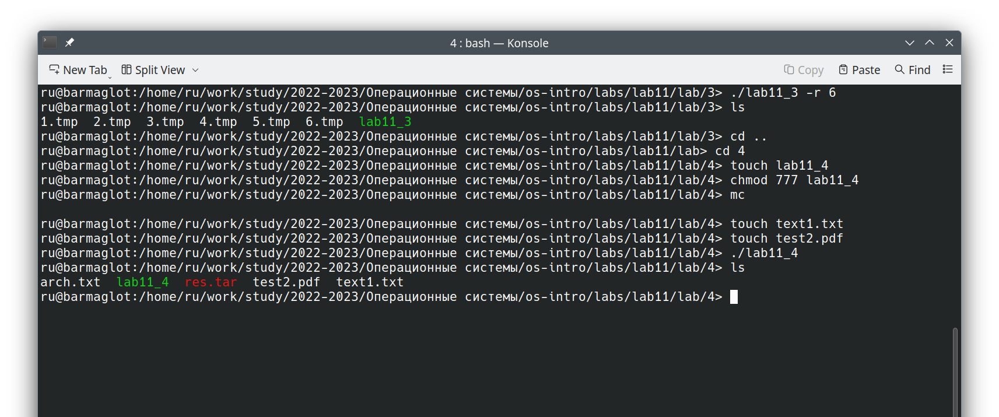 4 : bash — Konsole
New Tab Split View Copy Paste Find
ru@barmaglot:/home/ru/work/study/2022-2023/Операционные системы/os-intro/labs/lab11/lab/3> ./lab11_3 -r 6
ru@barmaglot:/home/ru/work/study/2022-2023/Операционные системы/os-intro/labs/lab11/lab/3> ls
1.tmp  2.tmp  3.tmp  4.tmp  5.tmp  6.tmp  lab11_3
ru@barmaglot:/home/ru/work/study/2022-2023/Операционные системы/os-intro/labs/lab11/lab/3> cd ..
ru@barmaglot:/home/ru/work/study/2022-2023/Операционные системы/os-intro/labs/lab11/lab> cd 4
ru@barmaglot:/home/ru/work/study/2022-2023/Операционные системы/os-intro/labs/lab11/lab/4> touch lab11_4
ru@barmaglot:/home/ru/work/study/2022-2023/Операционные системы/os-intro/labs/lab11/lab/4> chmod 777 lab11_4
ru@barmaglot:/home/ru/work/study/2022-2023/Операционные системы/os-intro/labs/lab11/lab/4> mc
ru@barmaglot:/home/ru/work/study/2022-2023/Операционные системы/os-intro/labs/lab11/lab/4> touch text1.txt
ru@barmaglot:/home/ru/work/study/2022-2023/Операционные системы/os-intro/labs/lab11/lab/4> touch test2.pdf
ru@barmaglot:/home/ru/work/study/2022-2023/Операционные системы/os-intro/labs/lab11/lab/4> ./lab11_4
ru@barmaglot:/home/ru/work/study/2022-2023/Операционные системы/os-intro/labs/lab11/lab/4> ls
arch.txt  lab11_4  res.tar  test2.pdf  text1.txt
ru@barmaglot:/home/ru/work/study/2022-2023/Операционные системы/os-intro/labs/lab11/lab/4>